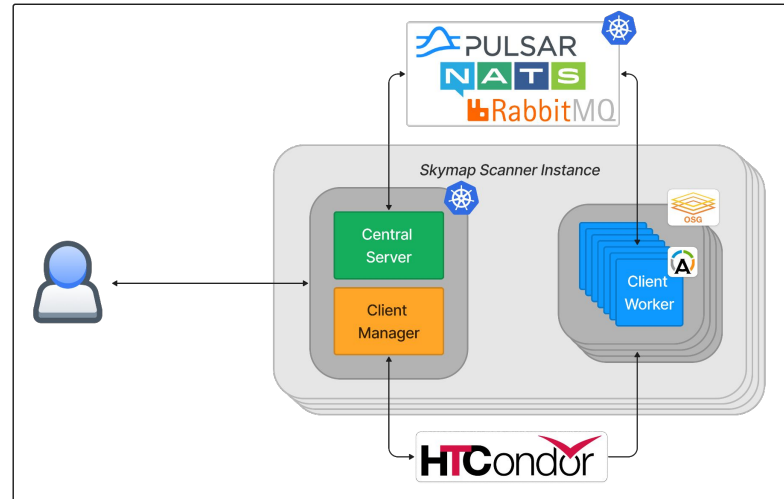 PULSAR
NATS
RabbitMQ
Skymap Scanner Instance
OSG
Central
Server
Client
Worker
A
Client
Manager
HTCondor